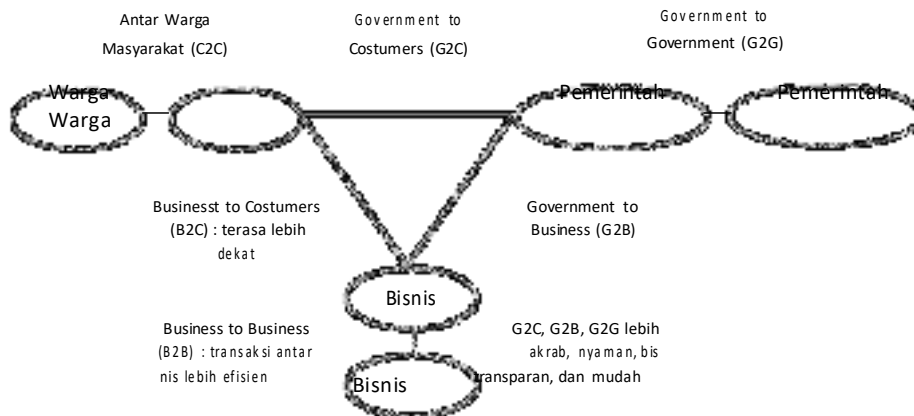 Antar Warga
Masyarakat (C2C)
Government to
Costumers (G2C)
Government to
Government (G2G)
Warga
Warga
Pemerintah
Pemerintah
Businesst to Costumers
(B2C) : terasa lebih
dekat
Government to
Business (G2B)
Bisnis
Business to Business
(B2B) : transaksi antar
nis lebih efisien
G2C, G2B, G2G lebih
akrab, nyaman, bis
transparan, dan mudah
Bisnis